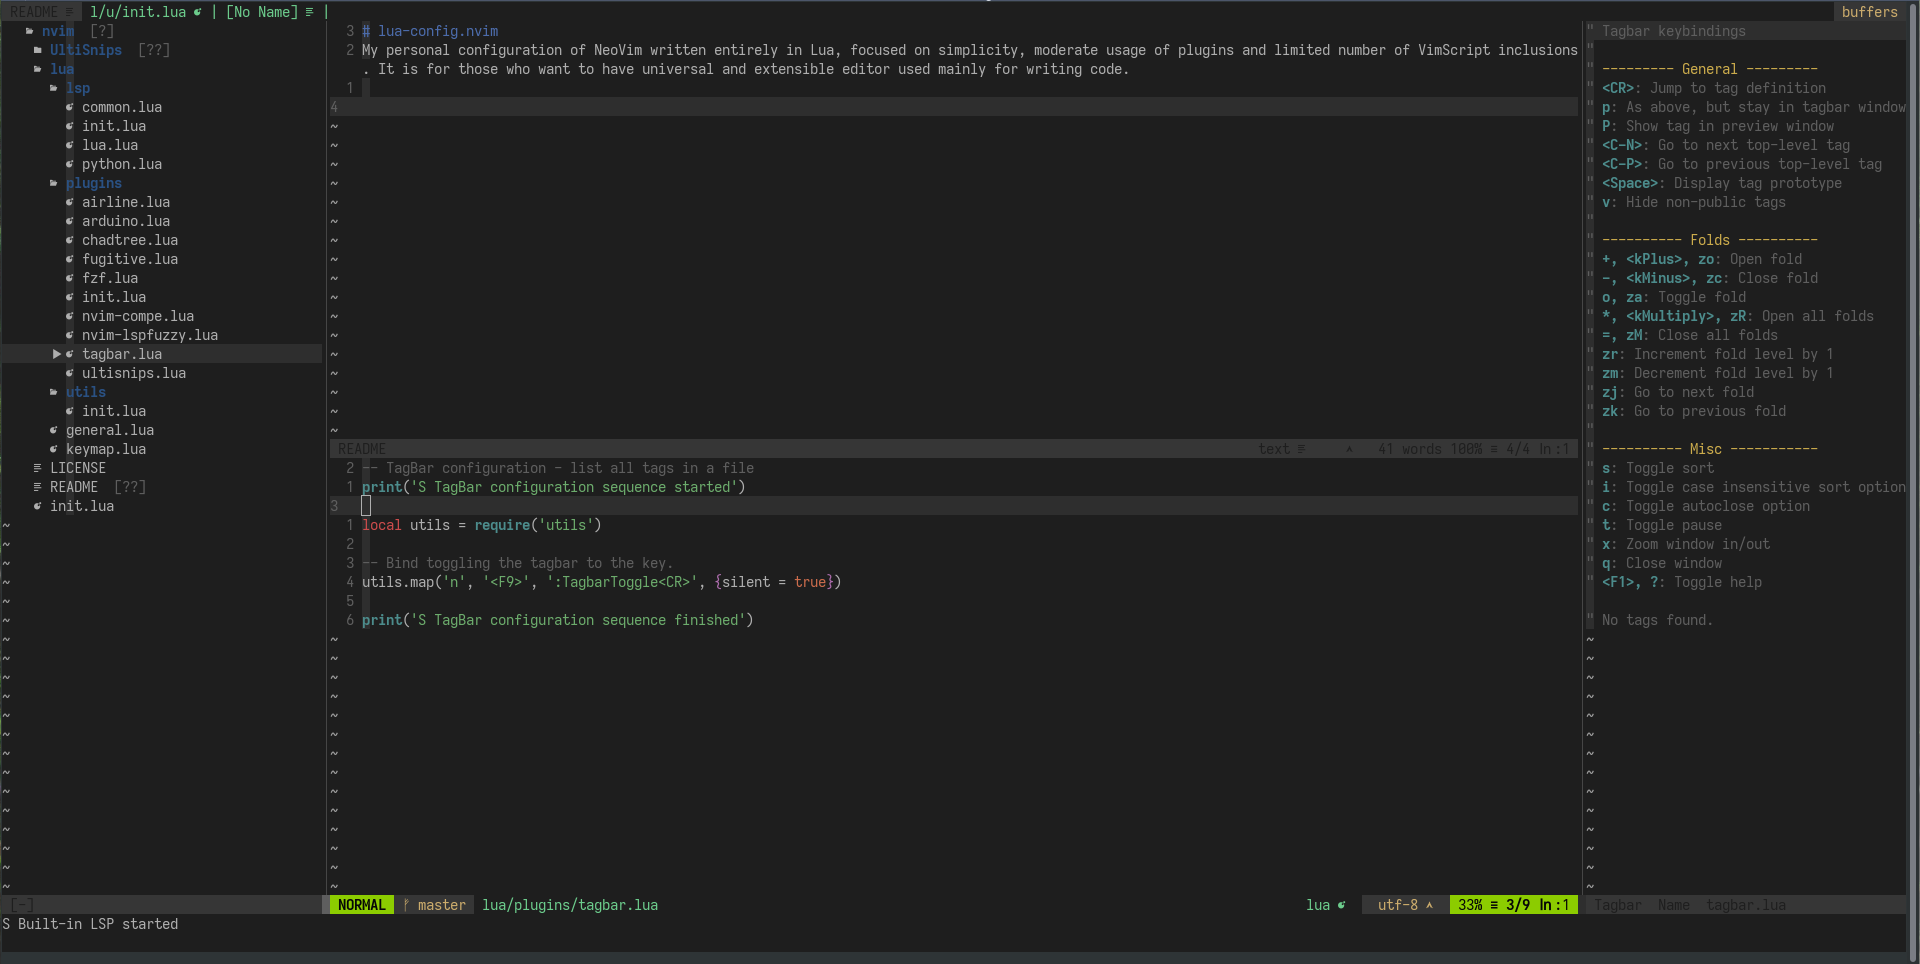 README l/u/init.lua | [No Name] | buffers
nvim [?]
UltiSnips [??]
lua
lsp
common.lua
init.lua
lua.lua
python.lua
plugins
airline.lua
arduino.lua
chadtree.lua
fugitive.lua
fzf.lua
init.lua
nvim-compe.lua
nvim-lspfuzzy.lua
tagbar.lua
ultisnips.lua
utils
init.lua
general.lua
keymap.lua
LICENSE
README [??]
init.lua
[-]
3 # lua-config.nvim
2 My personal configuration of NeoVim written entirely in Lua, focused on simplicity, moderate usage of plugins and limited number of VimScript inclusions
. It is for those who want to have universal and extensible editor used mainly for writing code.
1
4
README text 41 words 100% ≡ 4/4 ln:1
2 -- TagBar configuration - list all tags in a file
1 print('S TagBar configuration sequence started')
3
1 local utils = require('utils')
2
3 -- Bind toggling the tagbar to the key.
4 utils.map('n', '<F9>', ':TagbarToggle<CR>', {silent = true})
5
6 print('S TagBar configuration sequence finished')
NORMAL master lua/plugins/tagbar.lua lua utf-8 33% ≡ 3/9 ln:1
" Tagbar keybindings
"
" --------- General ---------
" <CR>: Jump to tag definition
" p: As above, but stay in tagbar window
" P: Show tag in preview window
" <C-N>: Go to next top-level tag
" <C-P>: Go to previous top-level tag
" <Space>: Display tag prototype
" v: Hide non-public tags
"
" ---------- Folds ----------
" +, <kPlus>, zo: Open fold
" -, <kMinus>, zc: Close fold
" o, za: Toggle fold
" *, <kMultiply>, zR: Open all folds
" =, zM: Close all folds
" zr: Increment fold level by 1
" zm: Decrement fold level by 1
" zj: Go to next fold
" zk: Go to previous fold
"
" ---------- Misc -----------
" s: Toggle sort
" i: Toggle case insensitive sort option
" c: Toggle autoclose option
" t: Toggle pause
" x: Zoom window in/out
" q: Close window
" <F1>, ?: Toggle help
" No tags found.
Tagbar Name tagbar.lua
S Built-in LSP started